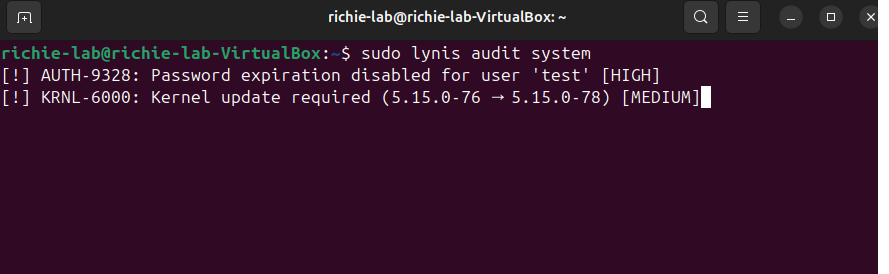 richie-lab@richie-lab-VirtualBox: ~
richie-lab@richie-lab-VirtualBox:~$ sudo lynis audit system
[!] AUTH-9328: Password expiration disabled for user 'test' [HIGH]
[!] KRNL-6000: Kernel update required (5.15.0-76 → 5.15.0-78) [MEDIUM]